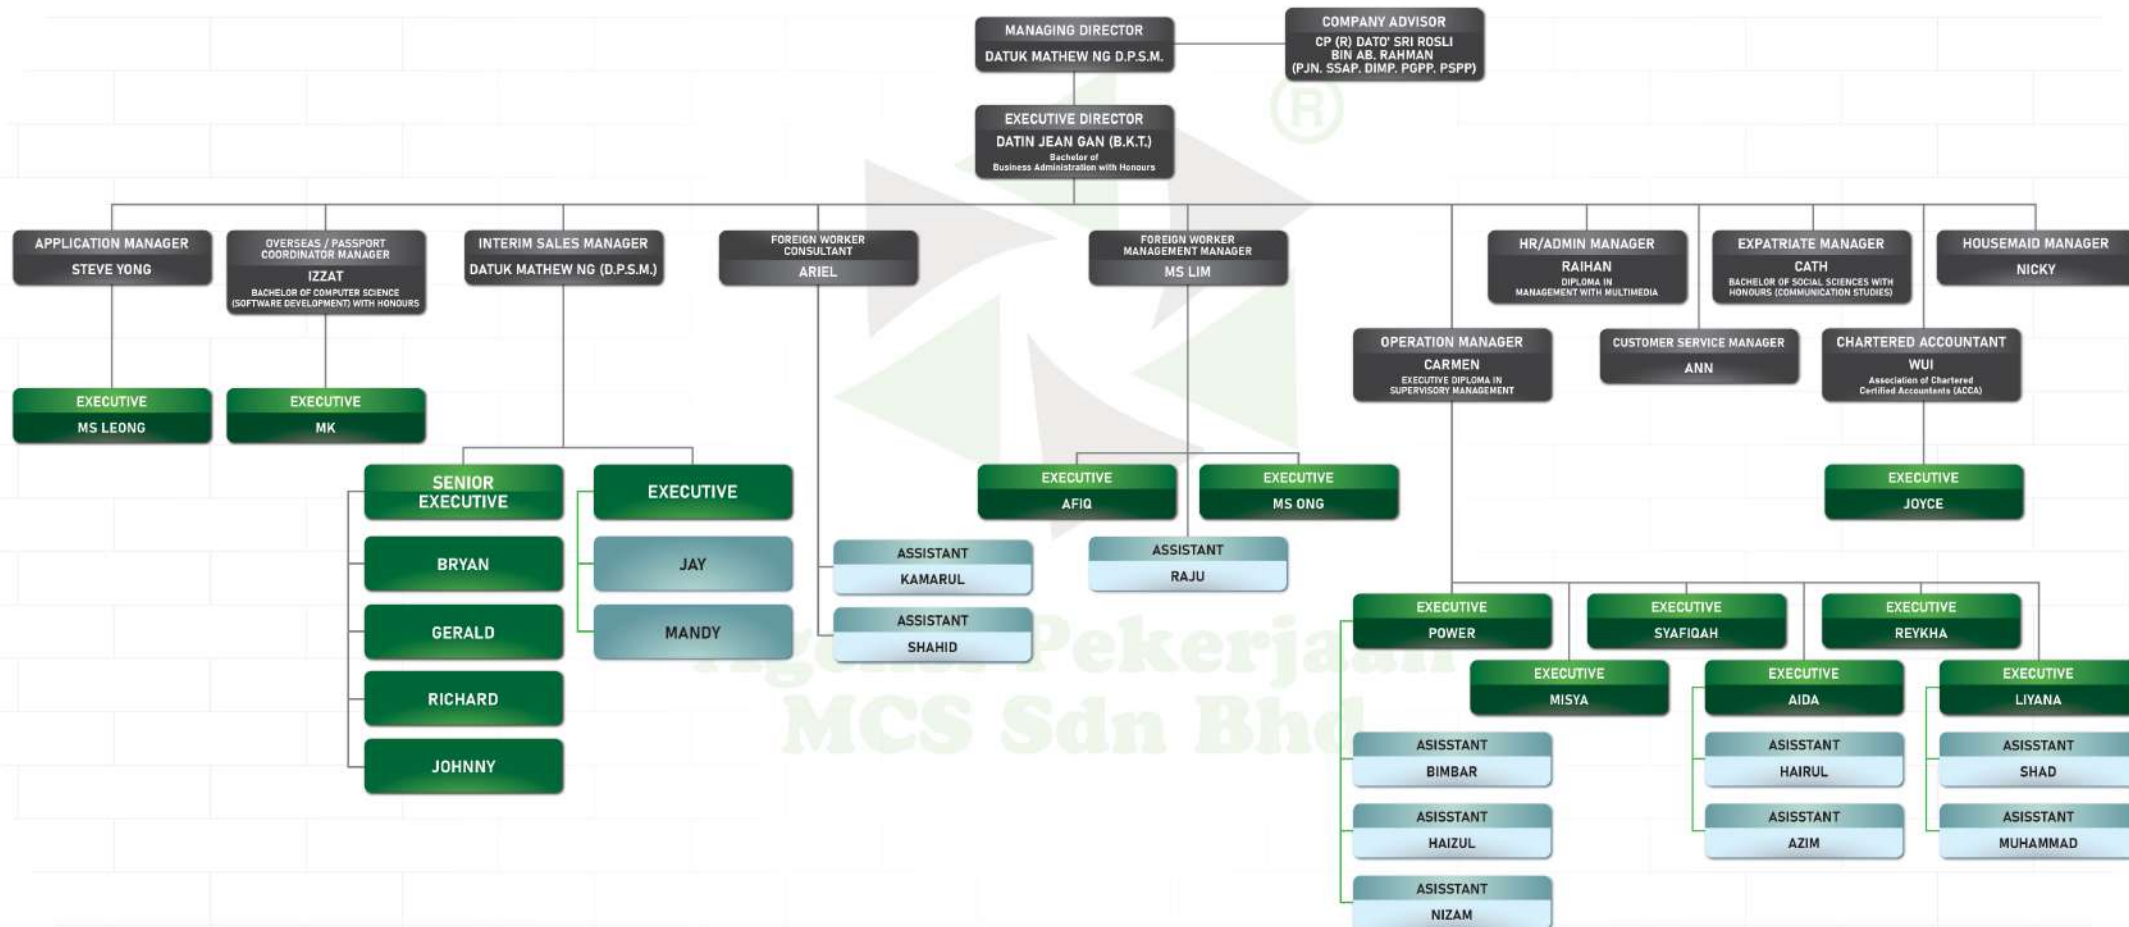 MANAGING DIRECTOR
DATUK MATHEW NG D.P.S.M.
COMPANY ADVISOR
CP (R) DATO' SRI ROSLI
BIN AB. RAHMAN
(PJN. SSAP. DIMP. PGPP. PSPP)
EXECUTIVE DIRECTOR
DATIN JEAN GAN (B.K.T.)
Bachelor of
Business Administration with Honours
®
APPLICATION MANAGER
STEVE YONG
OVERSEAS / PASSPORT
COORDINATOR MANAGER
IZZAT
BACHELOR OF COMPUTER SCIENCE
(SOFTWARE DEVELOPMENT) WITH HONOURS
INTERIM SALES MANAGER
DATUK MATHEW NG (D.P.S.M.)
FOREIGN WORKER
CONSULTANT
ARIEL
FOREIGN WORKER
MANAGEMENT MANAGER
MS LIM
HR/ADMIN MANAGER
RAIHAN
DIPLOMA IN
MANAGEMENT WITH MULTIMEDIA
EXPATRIATE MANAGER
CATH
BACHELOR OF SOCIAL SCIENCES WITH
HONOURS (COMMUNICATION STUDIES)
HOUSEMAID MANAGER
NICKY
OPERATION MANAGER
CARMEN
EXECUTIVE DIPLOMA IN
SUPERVISORY MANAGEMENT
CUSTOMER SERVICE MANAGER
ANN
CHARTERED ACCOUNTANT
WUI
Association of Chartered
Certified Accountants (ACCA)
EXECUTIVE
MS LEONG
EXECUTIVE
MK
SENIOR
EXECUTIVE
BRYAN
GERALD
RICHARD
JOHNNY
EXECUTIVE
JAY
MANDY
ASSISTANT
KAMARUL
ASSISTANT
SHAHID
EXECUTIVE
AFIQ
EXECUTIVE
MS ONG
ASSISTANT
RAJU
EXECUTIVE
JOYCE
EXECUTIVE
POWER
EXECUTIVE
SYAFIQAH
EXECUTIVE
REYKHA
EXECUTIVE
MISYA
EXECUTIVE
AIDA
EXECUTIVE
LIYANA
ASISSTANT
BIMBAR
ASISSTANT
HAIRUL
ASISSTANT
SHAD
ASISSTANT
HAIZUL
ASISSTANT
AZIM
ASISSTANT
MUHAMMAD
ASISSTANT
NIZAM
Agensi Pekerjaan
MCS Sdn Bhd